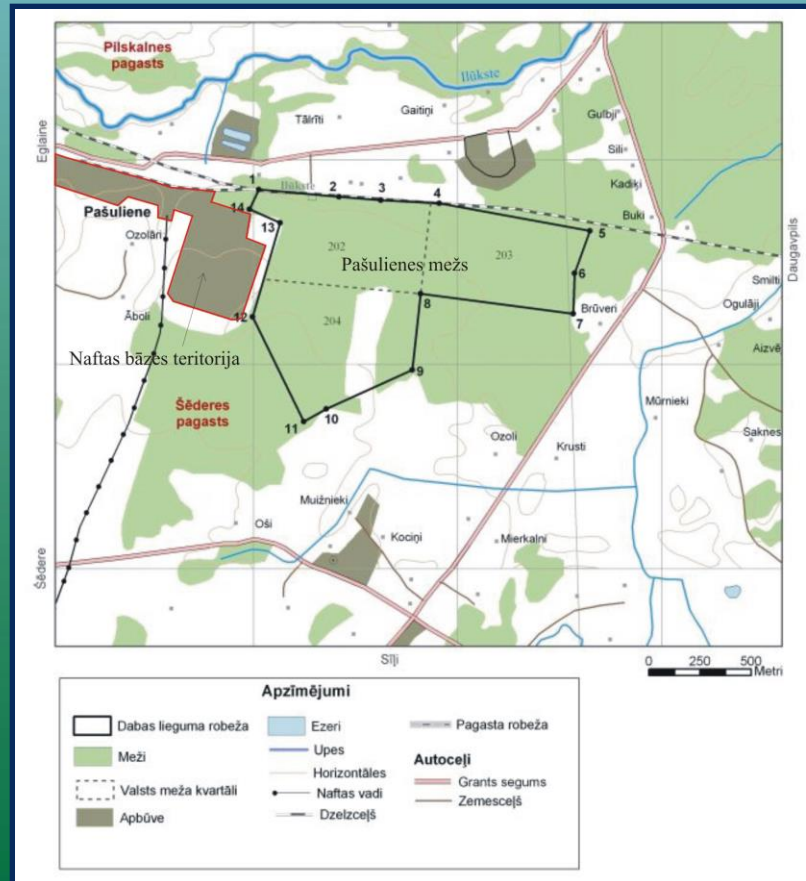 Pilskalnes
pagasts
Ilūkste
Gaitiņi
Tālrīti
Gulbji
Sili
Kadiķi
Buki
Eglaine
Daugavpils
1
Ilūkste
2
3
4
5
14
13
Pašuliene
Ozolāri
202
203
Pašulienes mežs
6
Smilti
8
7
Brūveri
Ogulāji
Āboli
12
204
Aizvē
Naftas bāzes teritorija
9
Šēderes
pagasts
10
11
Mūrnieki
Ozoli
Krusti
Saknes
Muižnieki
Oši
Kociņi
Mierkalni
Šēdere
Sīļi
0 250 500
Metri
Apzīmējumi
Dabas lieguma robeža
Meži
Valsts meža kvartāli
Apbūve
Ezeri
Upes
Horizontāles
Naftas vadi
Dzelzceļš
Pagasta robeža
Autoceļi
Grants segums
Zemesceļš